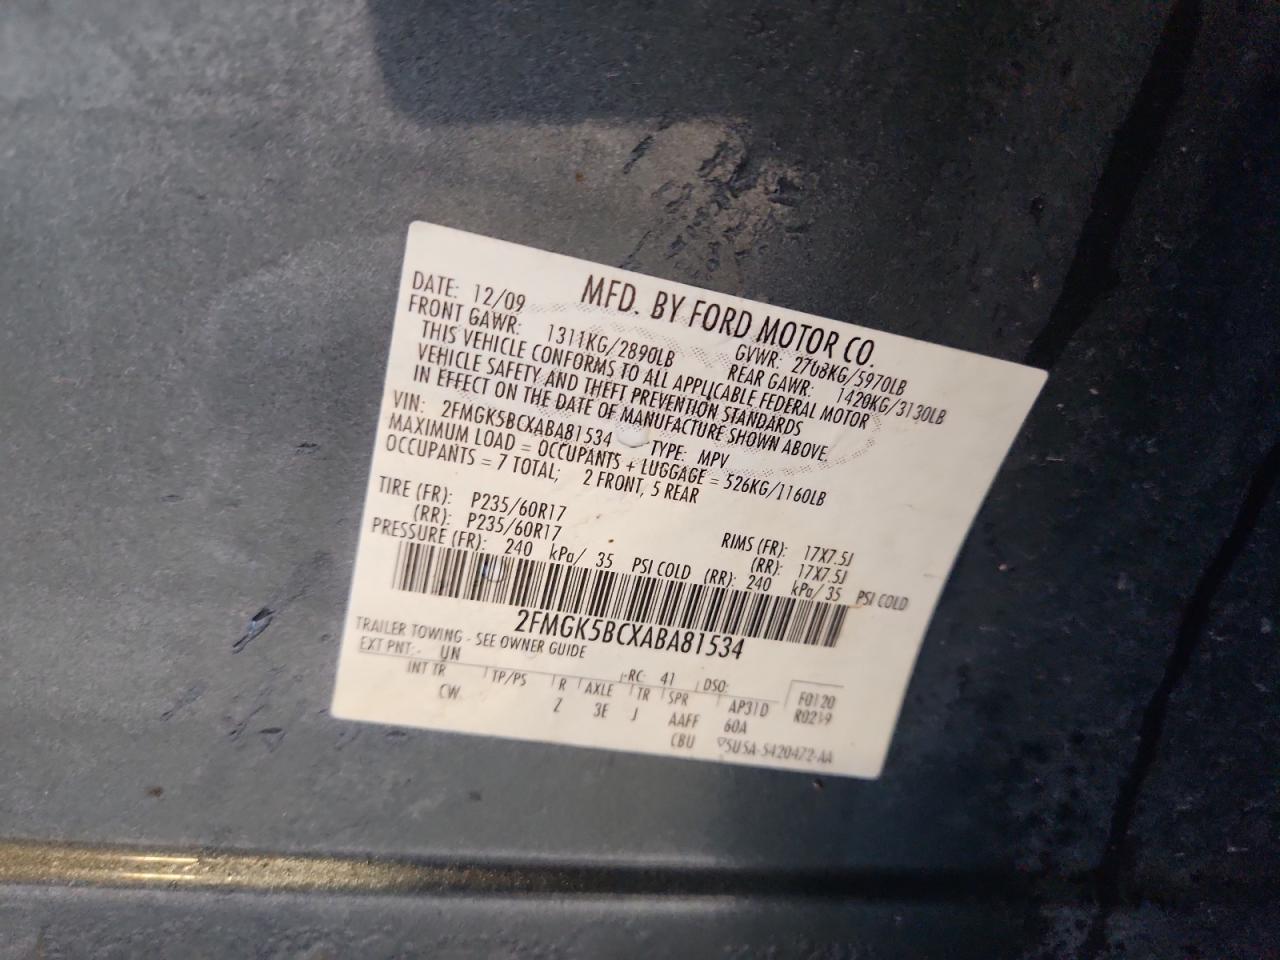 MFD. BY FORD MOTOR CO.
DATE: 12/09 GVWR: 2708KG/5970LB
FRONT GAWR: 1311KG/2890LB REAR GAWR: 1420KG/3130LB
THIS VEHICLE CONFORMS TO ALL APPLICABLE FEDERAL MOTOR
VEHICLE SAFETY AND THEFT PREVENTION STANDARDS
IN EFFECT ON THE DATE OF MANUFACTURE SHOWN ABOVE.
VIN: 2FMGK5BCXABA81534 TYPE: MPV
MAXIMUM LOAD = OCCUPANTS + LUGGAGE = 526KG/1160LB
OCCUPANTS = 7 TOTAL; 2 FRONT, 5 REAR
TIRE (FR): P235/60R17 RIMS (FR): 17X7.5J
(RR): P235/60R17 (RR): 17X7.5J
PRESSURE (FR): 240 kPa/ 35 PSI COLD (RR): 240 kPa/ 35 PSI COLD
2FMGK5BCXABA81534
TRAILER TOWING - SEE OWNER GUIDE
EXT PNT: UN RC: 41 DSO: F0120
INT TR TP/PS R AXLE TR SPR AP31D R0219
CW Z 3E J AAFF 60A
CBU 5U5A-5420472-AA